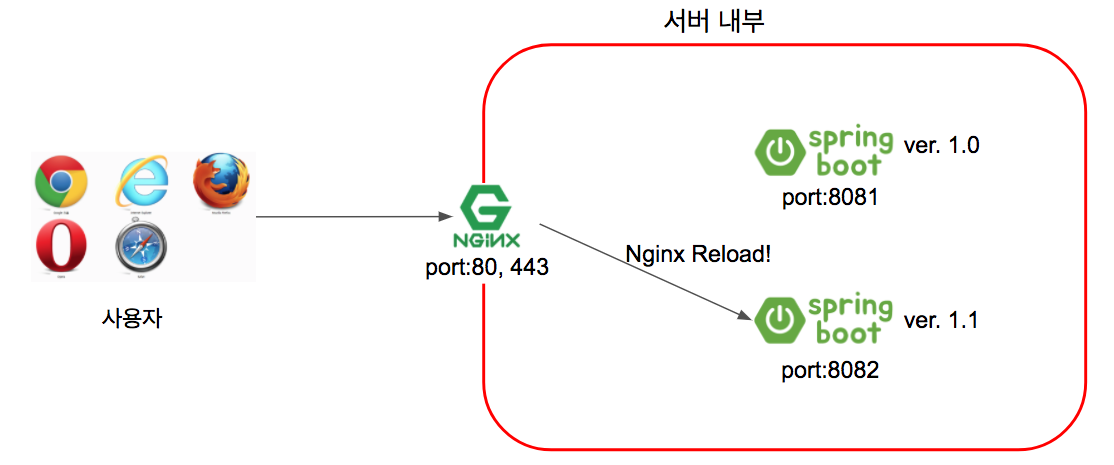 서버 내부
spring boot
ver. 1.0
port:8081
NGINX
port:80, 443
Nginx Reload!
spring boot
ver. 1.1
port:8082
사용자